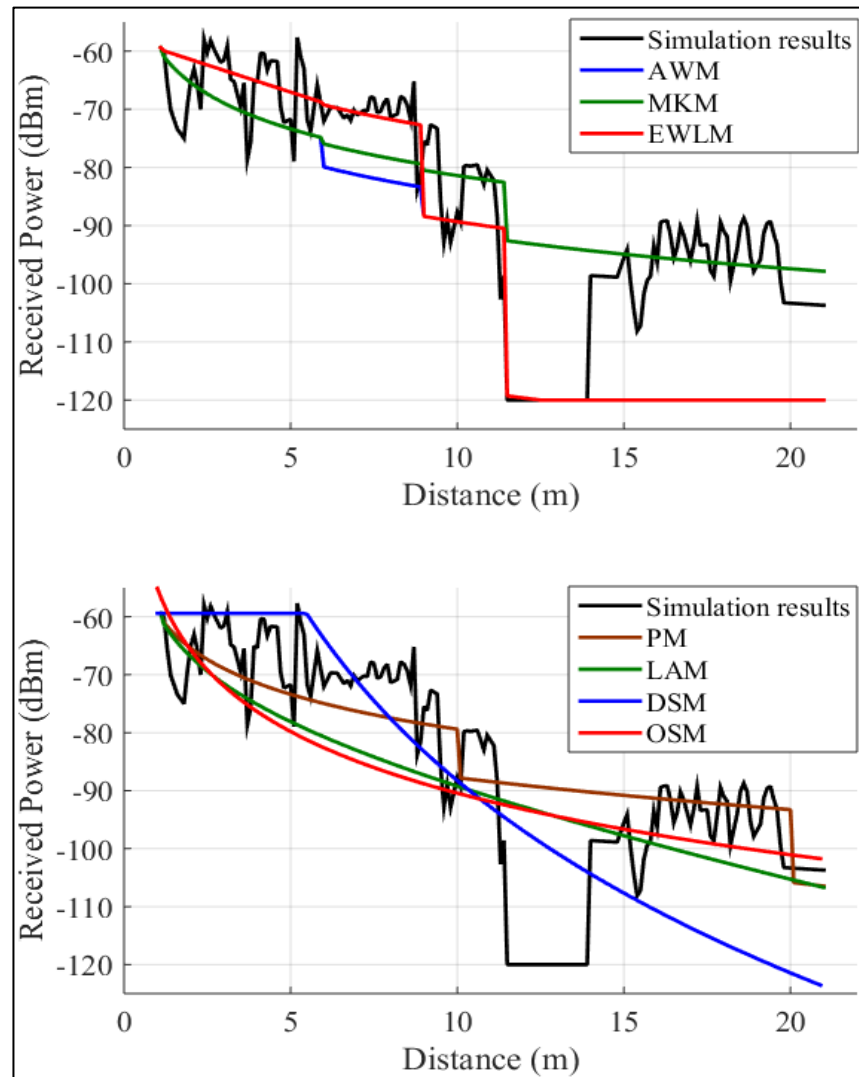 Received Power (dBm)
-60
-70
-80
-90
-100
-110
-120
0
5
10
15
20
Distance (m)
Simulation results
AWM
MKM
EWLM
Received Power (dBm)
-60
-70
-80
-90
-100
-110
-120
0
5
10
15
20
Distance (m)
Simulation results
PM
LAM
DSM
OSM